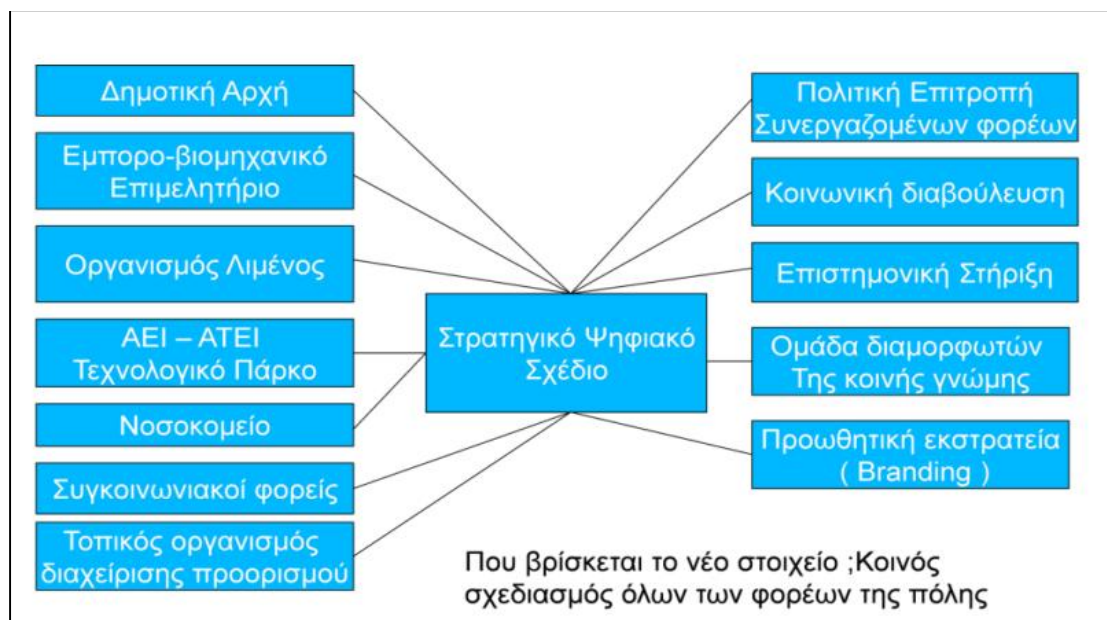 Δημοτική Αρχή
Εμπορο-βιομηχανικό
Επιμελητήριο
Οργανισμός Λιμένος
ΑΕΙ – ΑΤΕΙ
Τεχνολογικό Πάρκο
Νοσοκομείο
Συγκοινωνιακοί φορείς
Τοπικός οργανισμός
διαχείρισης προορισμού
Στρατηγικό Ψηφιακό
Σχέδιο
Πολιτική Επιτροπή
Συνεργαζομένων φορέων
Κοινωνική διαβούλευση
Επιστημονική Στήριξη
Ομάδα διαμορφωτών
Της κοινής γνώμης
Προωθητική εκστρατεία
( Branding )
Που βρίσκεται το νέο στοιχείο ;Κοινός
σχεδιασμός όλων των φορέων της πόλης